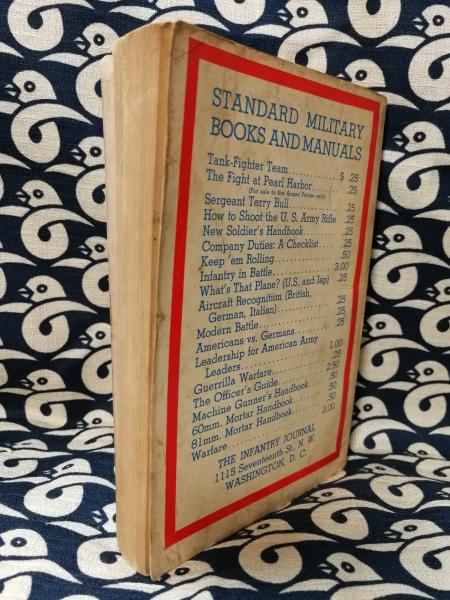 STANDARD MILITARY
BOOKS AND MANUALS
Tank-Fighter Team.............$ .25
The Fight at Pearl Harbor....... .25
(For sale to the Armed Forces only)
Sergeant Terry Bull............. .25
How to Shoot the U. S. Army Rifle .25
New Soldier's Handbook.......... .25
Company Duties: A Checklist..... .25
Keep 'em Rolling................ .50
Infantry in Battle.............. 3.00
What's That Plane? (U.S. and Jap) .25
Aircraft Recognition (British,
German, Italian)................ .25
Modern Battle................... .25
Americans vs. Germans........... .25
Leadership for American Army
Leaders......................... 1.00
Guerrilla Warfare............... .25
The Officer's Guide............. 2.50
Machine Gunner's Handbook....... .50
60mm. Mortar Handbook........... .50
81mm. Mortar Handbook........... .50
Warfare......................... 3.00
THE INFANTRY JOURNAL
1115 Seventeenth St., N. W.
WASHINGTON, D. C.